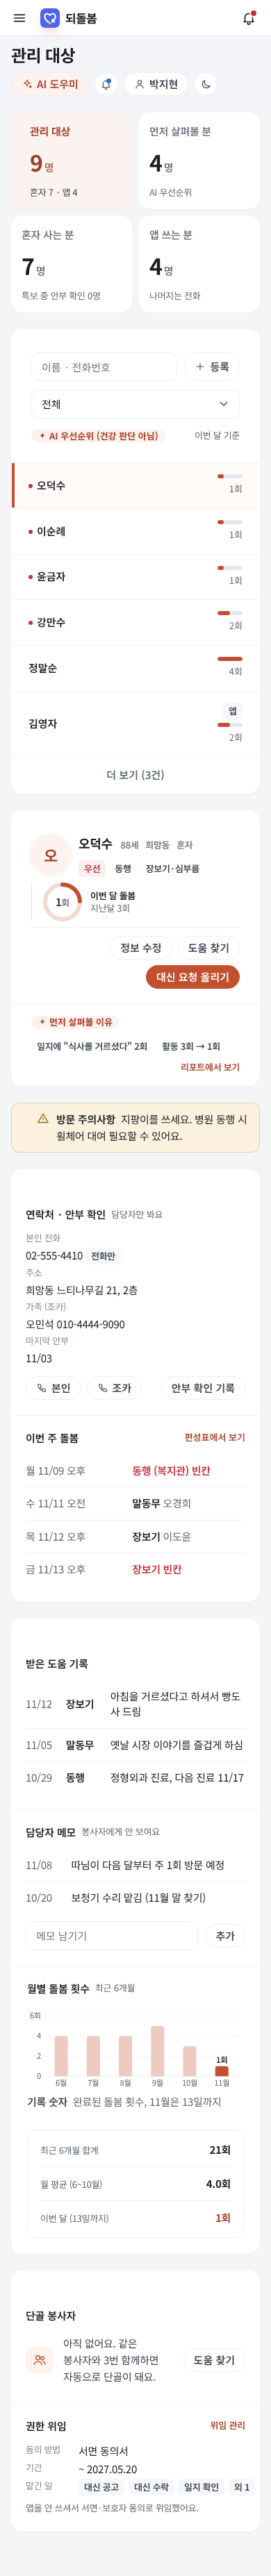 되돌봄
관리 대상
AI 도우미
박지현
관리 대상
9명
혼자 7 · 앱 4
먼저 살펴볼 분
4명
AI 우선순위
혼자 사는 분
7명
특보 중 안부 확인 0명
앱 쓰는 분
4명
나머지는 전화
이름 · 전화번호
+ 등록
전체
AI 우선순위 (건강 판단 아님)
이번 달 기준
오덕수
1회
이순례
1회
윤금자
1회
강만수
2회
정말순
4회
김영자
앱
2회
더 보기 (3건)
오
오덕수 88세 희망동 혼자
우선 동행 장보기·심부름
1회
이번 달 돌봄
지난달 3회
정보 수정
도움 찾기
대신 요청 올리기
먼저 살펴볼 이유
일지에 "식사를 거르셨다" 2회 활동 3회 → 1회
리포트에서 보기
방문 주의사항 지팡이를 쓰세요. 병원 동행 시
휠체어 대여 필요할 수 있어요.
연락처 · 안부 확인 담당자만 봐요
본인 전화
02-555-4410 전화만
주소
희망동 느티나무길 21, 2층
가족 (조카)
오민석 010-4444-9090
마지막 안부
11/03
본인
조카
안부 확인 기록
이번 주 돌봄
편성표에서 보기
월 11/09 오후 동행 (복지관) 빈칸
수 11/11 오전 말동무 오경희
목 11/12 오후 장보기 이도윤
금 11/13 오후 장보기 빈칸
받은 도움 기록
11/12 장보기 아침을 거르셨다고 하셔서 빵도
사 드림
11/05 말동무 옛날 시장 이야기를 즐겁게 하심
10/29 동행 정형외과 진료, 다음 진료 11/17
담당자 메모 봉사자에게 안 보여요
11/08 따님이 다음 달부터 주 1회 방문 예정
10/20 보청기 수리 맡김 (11월 말 찾기)
메모 남기기
추가
월별 돌봄 횟수 최근 6개월
6회
4
2
0
1회
6월 7월 8월 9월 10월 11월
기록 숫자 완료된 돌봄 횟수, 11월은 13일까지
최근 6개월 합계 21회
월 평균 (6~10월) 4.0회
이번 달 (13일까지) 1회
단골 봉사자
아직 없어요. 같은
봉사자와 3번 함께하면
자동으로 단골이 돼요.
도움 찾기
권한 위임
위임 관리
동의 방법 서면 동의서
기간 ~ 2027.05.20
맡긴 일 대신 공고 대신 수락 일지 확인 외 1
앱을 안 쓰셔서 서면·보호자 동의로 위임했어요.